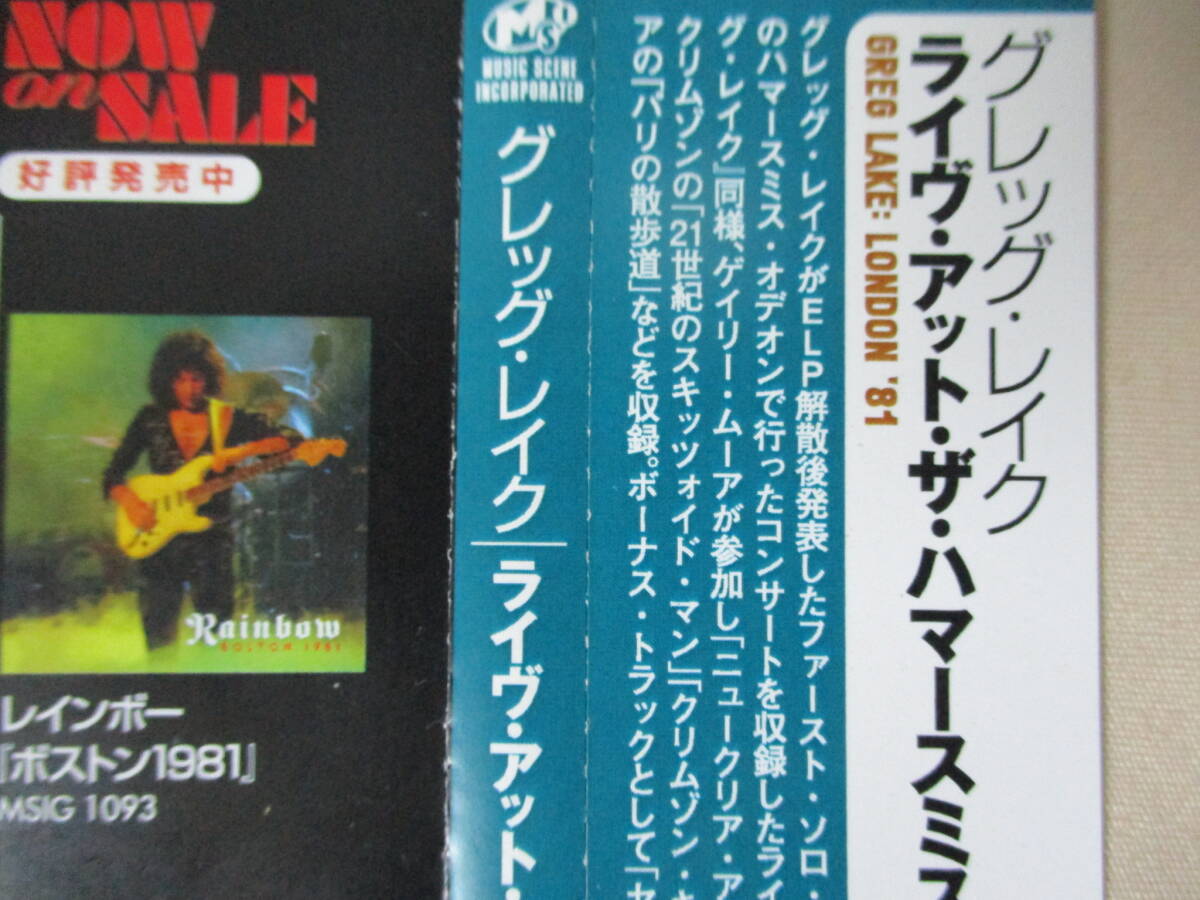 グレッグ・レイク
ライヴ・アット・ザ・ハマースミス
GREG LAKE: LONDON '81
グレッグ・レイクがELP解散後発表したファースト・ソロ・
のハマースミス・オデオンで行ったコンサートを収録したライ
グ・レイク』同様、ゲイリー・ムーアが参加し「ニュークリア・ア
クリムゾンの「21世紀のスキッツォイド・マン」「クリムゾン・キ
アの「パリの散歩道」などを収録。ボーナス・トラックとして「セ
MUSIC SCENE
INCORPORATED
グレッグ・レイク|ライヴ・アット・
NOW
on SALE
好評発売中
Rainbow
BOSTON 1981
レインボー
『ボストン1981』
MSIG 1093